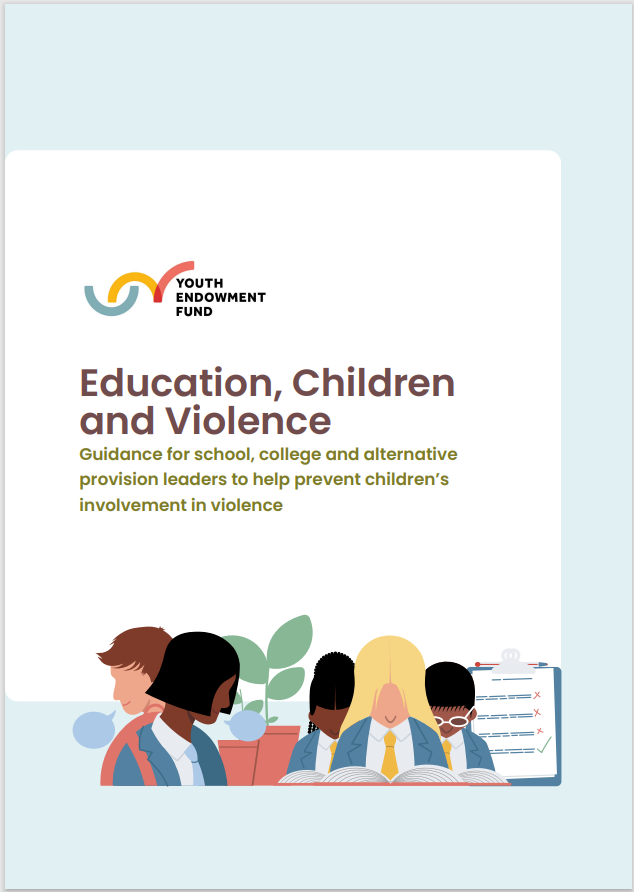 YOUTH
ENDOWMENT
FUND
Education, Children
and Violence
Guidance for school, college and alternative
provision leaders to help prevent children's
involvement in violence